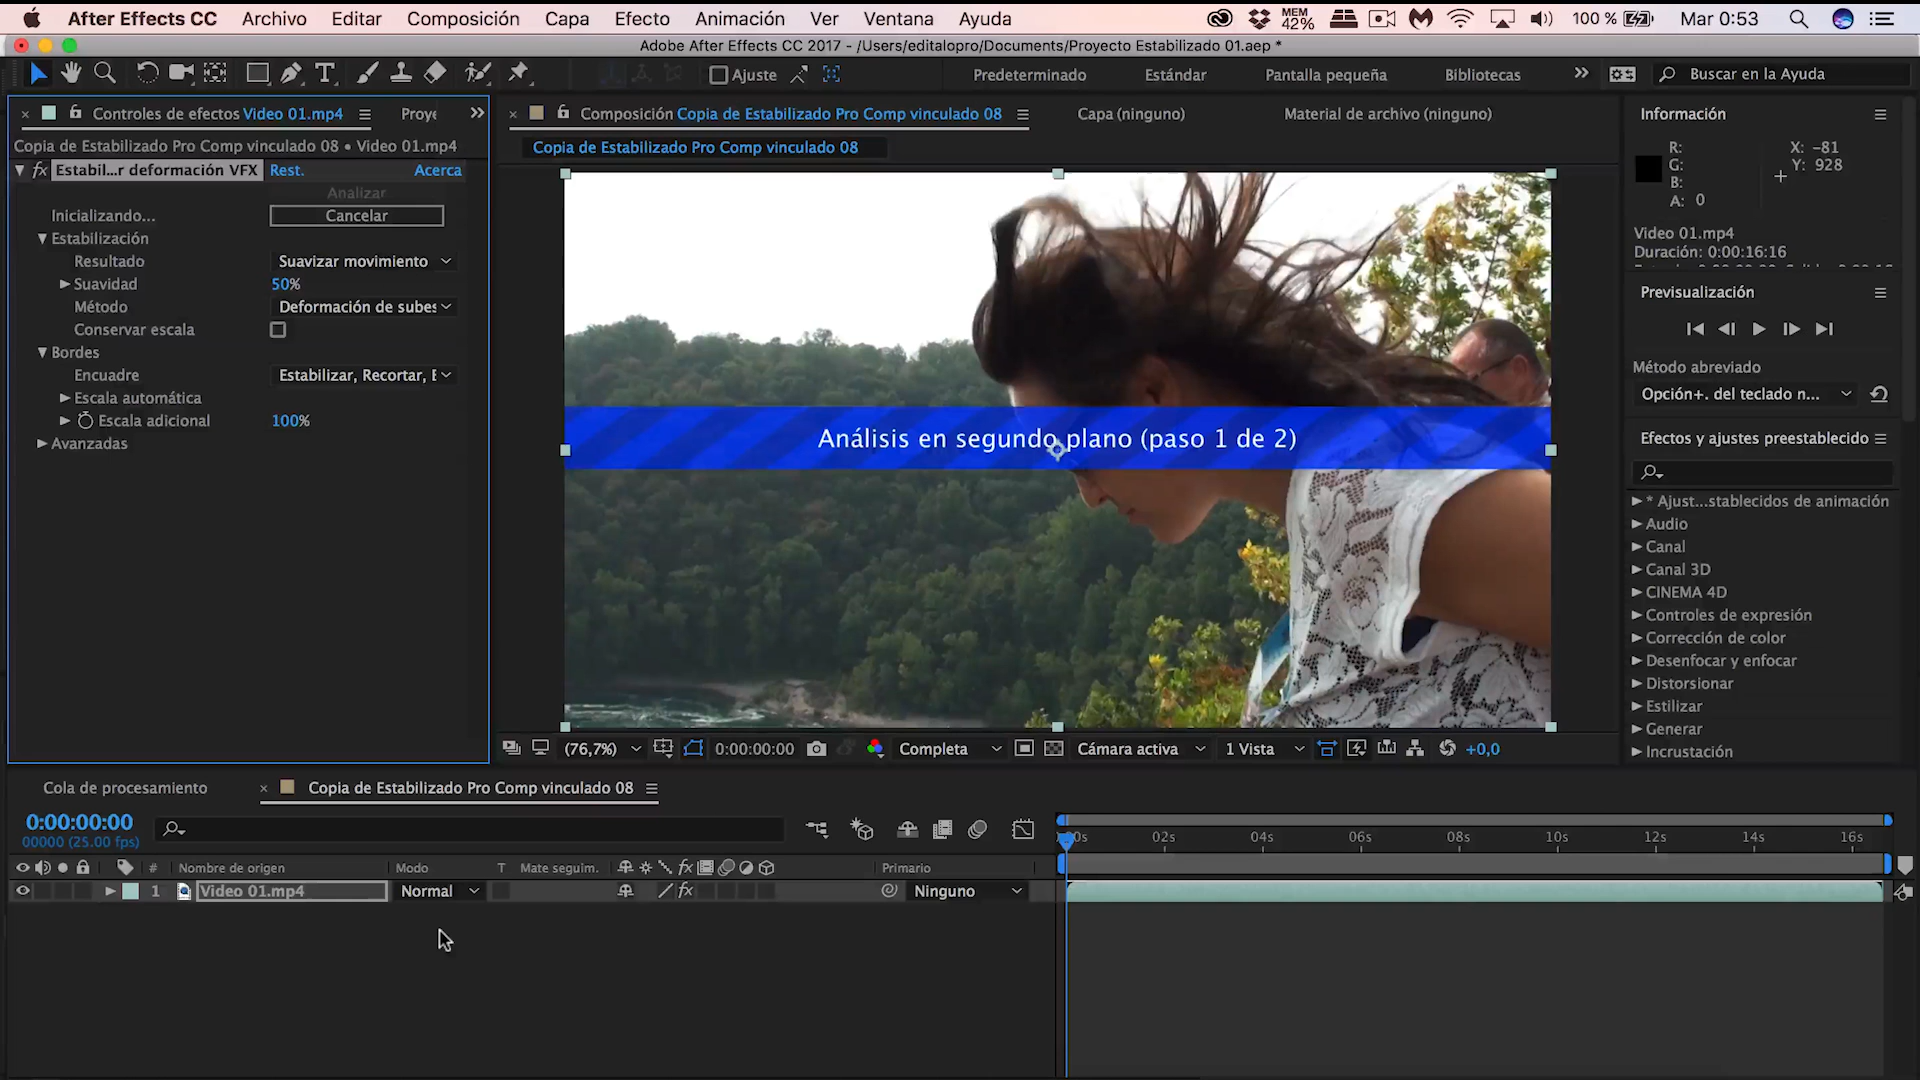 After Effects CC Archivo Editar Composición Capa Efecto Animación Ver Ventana Ayuda MEM 42% 100 % Mar 0:53
Adobe After Effects CC 2017 - /Users/editalopro/Documents/Proyecto Estabilizado 01.aep *
Ajuste Predeterminado Estándar Pantalla pequeña Bibliotecas Buscar en la Ayuda
Controles de efectos Video 01.mp4 Proye
Copia de Estabilizado Pro Comp vinculado 08 • Video 01.mp4
fx Estabil...r deformación VFX Rest. Acerca
Analizar
Inicializando... Cancelar
Estabilización
Resultado Suavizar movimiento
Suavidad 50%
Método Deformación de subes
Conservar escala
Bordes
Encuadre Estabilizar, Recortar, E
Escala automática
Escala adicional 100%
Avanzadas
Composición Copia de Estabilizado Pro Comp vinculado 08 Capa (ninguno) Material de archivo (ninguno)
Copia de Estabilizado Pro Comp vinculado 08
Análisis en segundo plano (paso 1 de 2)
(76,7%) 0:00:00:00 Completa Cámara activa 1 Vista +0,0
Información
R: X: -81
G: Y: 928
B:
A: 0
Video 01.mp4
Duración: 0:00:16:16
Previsualización
Método abreviado
Opción+. del teclado n...
Efectos y ajustes preestablecido
* Ajust...stablecidos de animación
Audio
Canal
Canal 3D
CINEMA 4D
Controles de expresión
Corrección de color
Desenfocar y enfocar
Distorsionar
Estilizar
Generar
Incrustación
Cola de procesamiento Copia de Estabilizado Pro Comp vinculado 08
0:00:00:00
00000 (25.00 fps)
02s 04s 06s 08s 10s 12s 14s 16s
# Nombre de origen Modo T Mate seguim. fx Primario
1 Video 01.mp4 Normal fx Ninguno